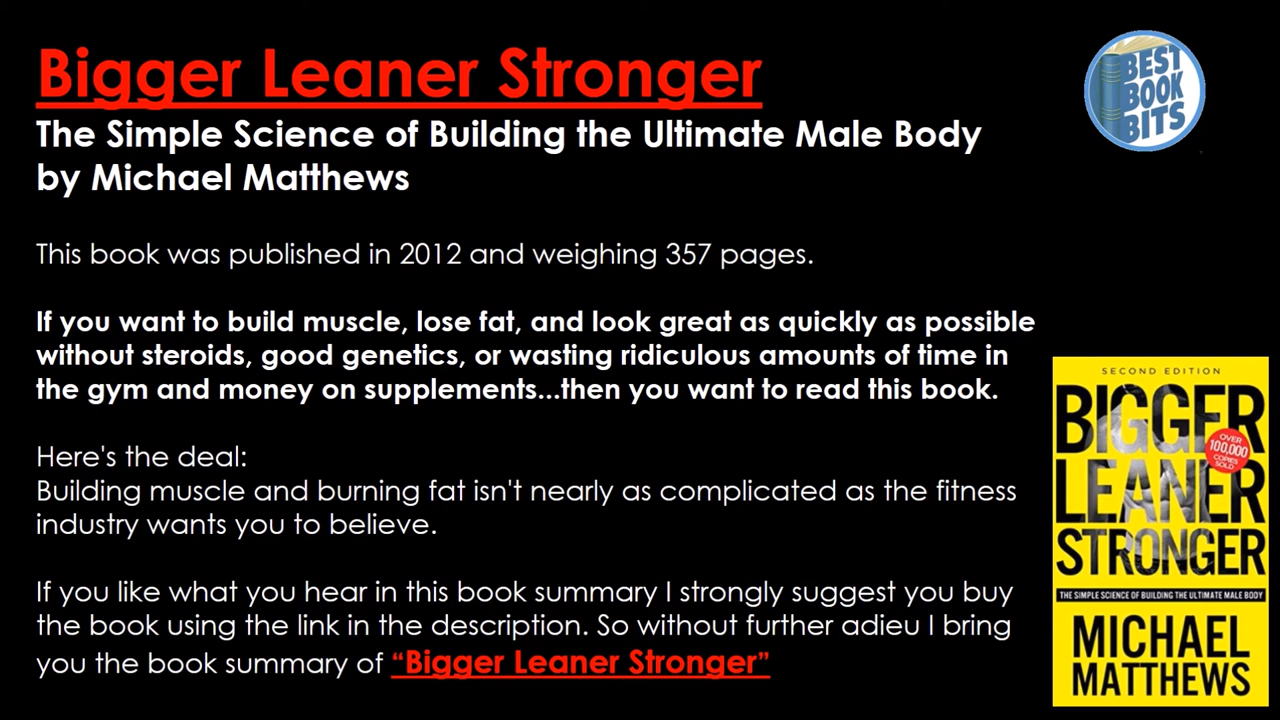 Bigger Leaner Stronger
The Simple Science of Building the Ultimate Male Body
by Michael Matthews
BEST
BOOK
BITS
This book was published in 2012 and weighing 357 pages.
If you want to build muscle, lose fat, and look great as quickly as possible
without steroids, good genetics, or wasting ridiculous amounts of time in
the gym and money on supplements...then you want to read this book.
Here's the deal:
Building muscle and burning fat isn't nearly as complicated as the fitness
industry wants you to believe.
If you like what you hear in this book summary I strongly suggest you buy
the book using the link in the description. So without further adieu I bring
you the book summary of “Bigger Leaner Stronger”
SECOND EDITION
BIGGER
OVER
100,000
COPIES
SOLD
LEANER
STRONGER
THE SIMPLE SCIENCE OF BUILDING THE ULTIMATE MALE BODY
MICHAEL
MATTHEWS